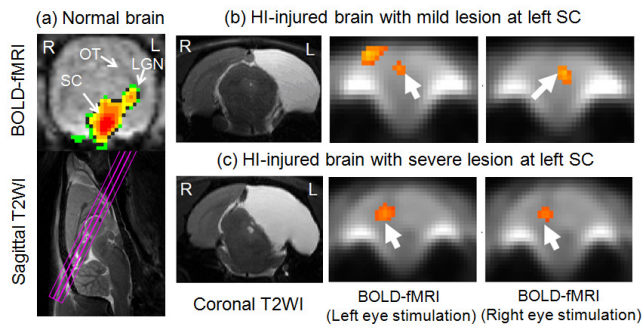 (a) Normal brain
BOLD-fMRI
R
L
OT
LGN
SC
Sagittal T2WI
(b) HI-injured brain with mild lesion at left SC
R
L
(c) HI-injured brain with severe lesion at left SC
R
L
Coronal T2WI
BOLD-fMRI
(Left eye stimulation)
BOLD-fMRI
(Right eye stimulation)